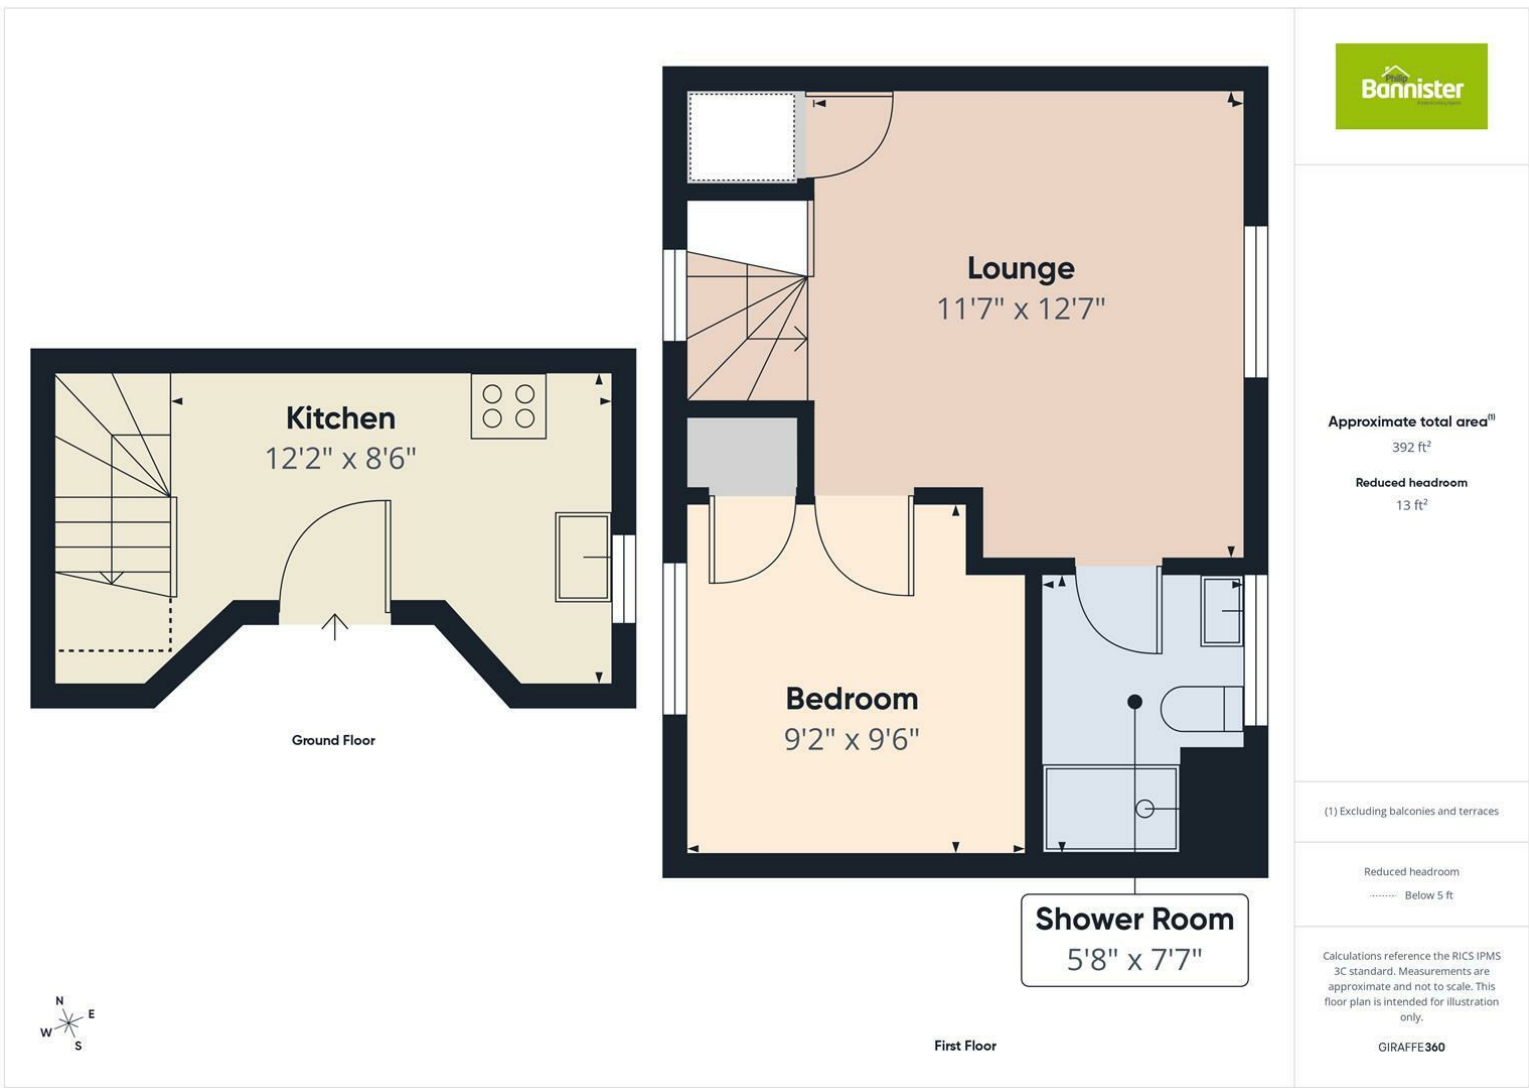 Kitchen
12'2" x 8'6"
Ground Floor
N
E
W
S
Lounge
11'7" x 12'7"
Bedroom
9'2" x 9'6"
Shower Room
5'8" x 7'7"
First Floor
Philip
Bannister
Approximate total area(1)
392 ft²
Reduced headroom
13 ft²
(1) Excluding balconies and terraces
Reduced headroom
Below 5 ft
Calculations reference the RICS IPMS
3C standard. Measurements are
approximate and not to scale. This
floor plan is intended for illustration
only.
GIRAFFE360